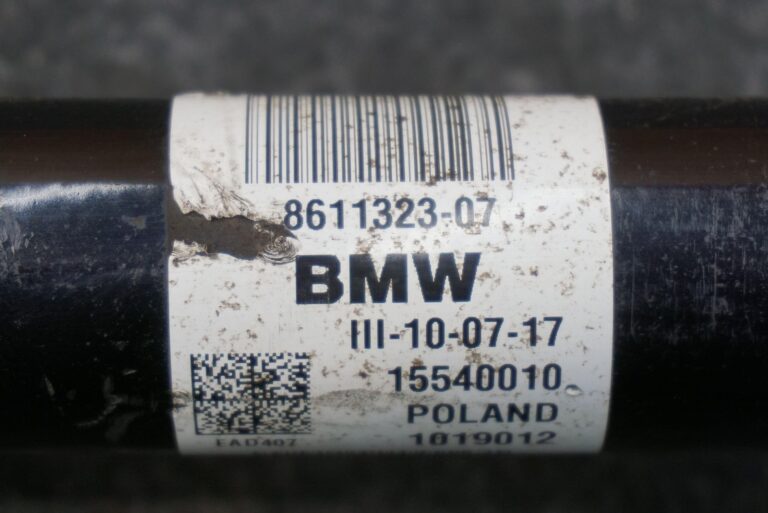 8611323-07
BMW
III-10-07-17
15540010
POLAND
EAD407
1019012